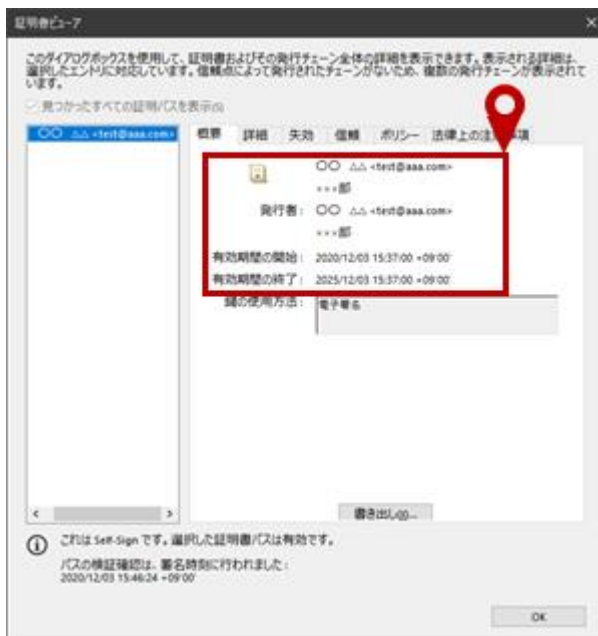 証明書ビューア
このダイアログボックスを使用して、証明書およびその発行チェーン全体の詳細を表示できます。表示される詳細は、
選択したエントリに対応しています。信頼点によって発行されたチェーンがないため、複数の発行チェーンが表示されて
います。
見つかったすべての証明パスを表示(S)
〇〇 △△ <test@aaa.com>
概要 詳細 失効 信頼 ポリシー 法律上の注 事項
〇〇 △△ <test@aaa.com>
×××部
発行者: 〇〇 △△ <test@aaa.com>
×××部
有効期間の開始: 2020/12/03 15:37:00 +09'00'
有効期間の終了: 2025/12/03 15:37:00 +09'00'
鍵の使用方法: 電子署名
書き出し(X)...
これは Self-Sign です。選択した証明書パスは有効です。
パスの検証確認は、署名時刻に行われました:
2020/12/03 15:46:24 +09'00'
OK